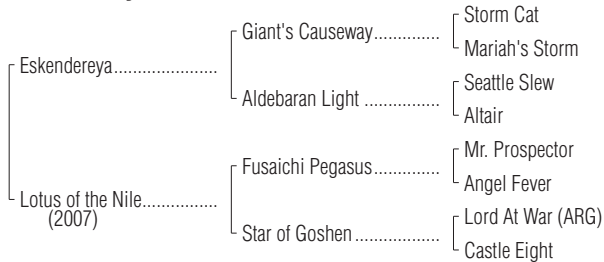 Storm Cat
Giant's Causeway..............
Mariah's Storm
Eskendereya.....................
Seattle Slew
Aldebaran Light ................
Altair
Mr. Prospector
Fusaichi Pegasus..............
Angel Fever
Lotus of the Nile................
(2007)
Lord At War (ARG)
Star of Goshen ..................
Castle Eight